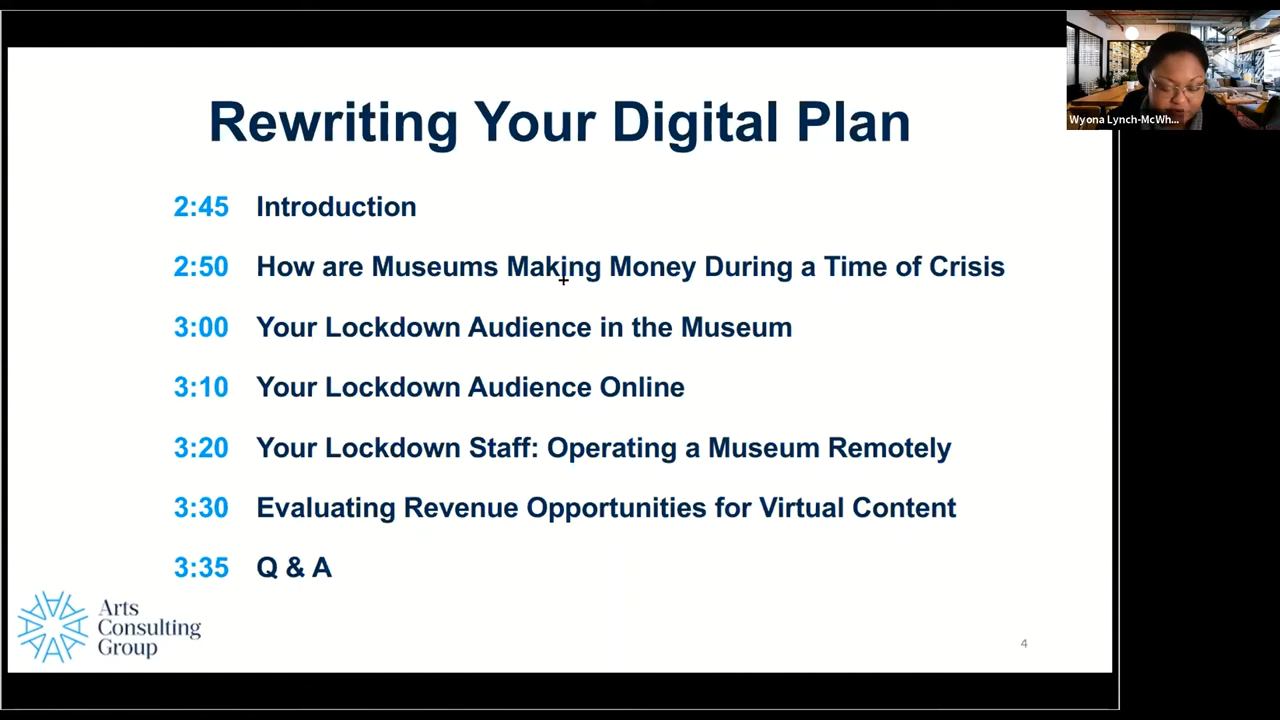 Rewriting Your Digital Plan
Wyona Lynch-McWh...
2:45 Introduction
2:50 How are Museums Making Money During a Time of Crisis
3:00 Your Lockdown Audience in the Museum
3:10 Your Lockdown Audience Online
3:20 Your Lockdown Staff: Operating a Museum Remotely
3:30 Evaluating Revenue Opportunities for Virtual Content
3:35 Q & A
Arts
Consulting
Group
4